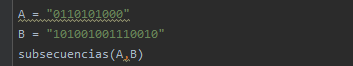 A = "0110101000"
B = "101001001110010"
subsecuencias(A,B)